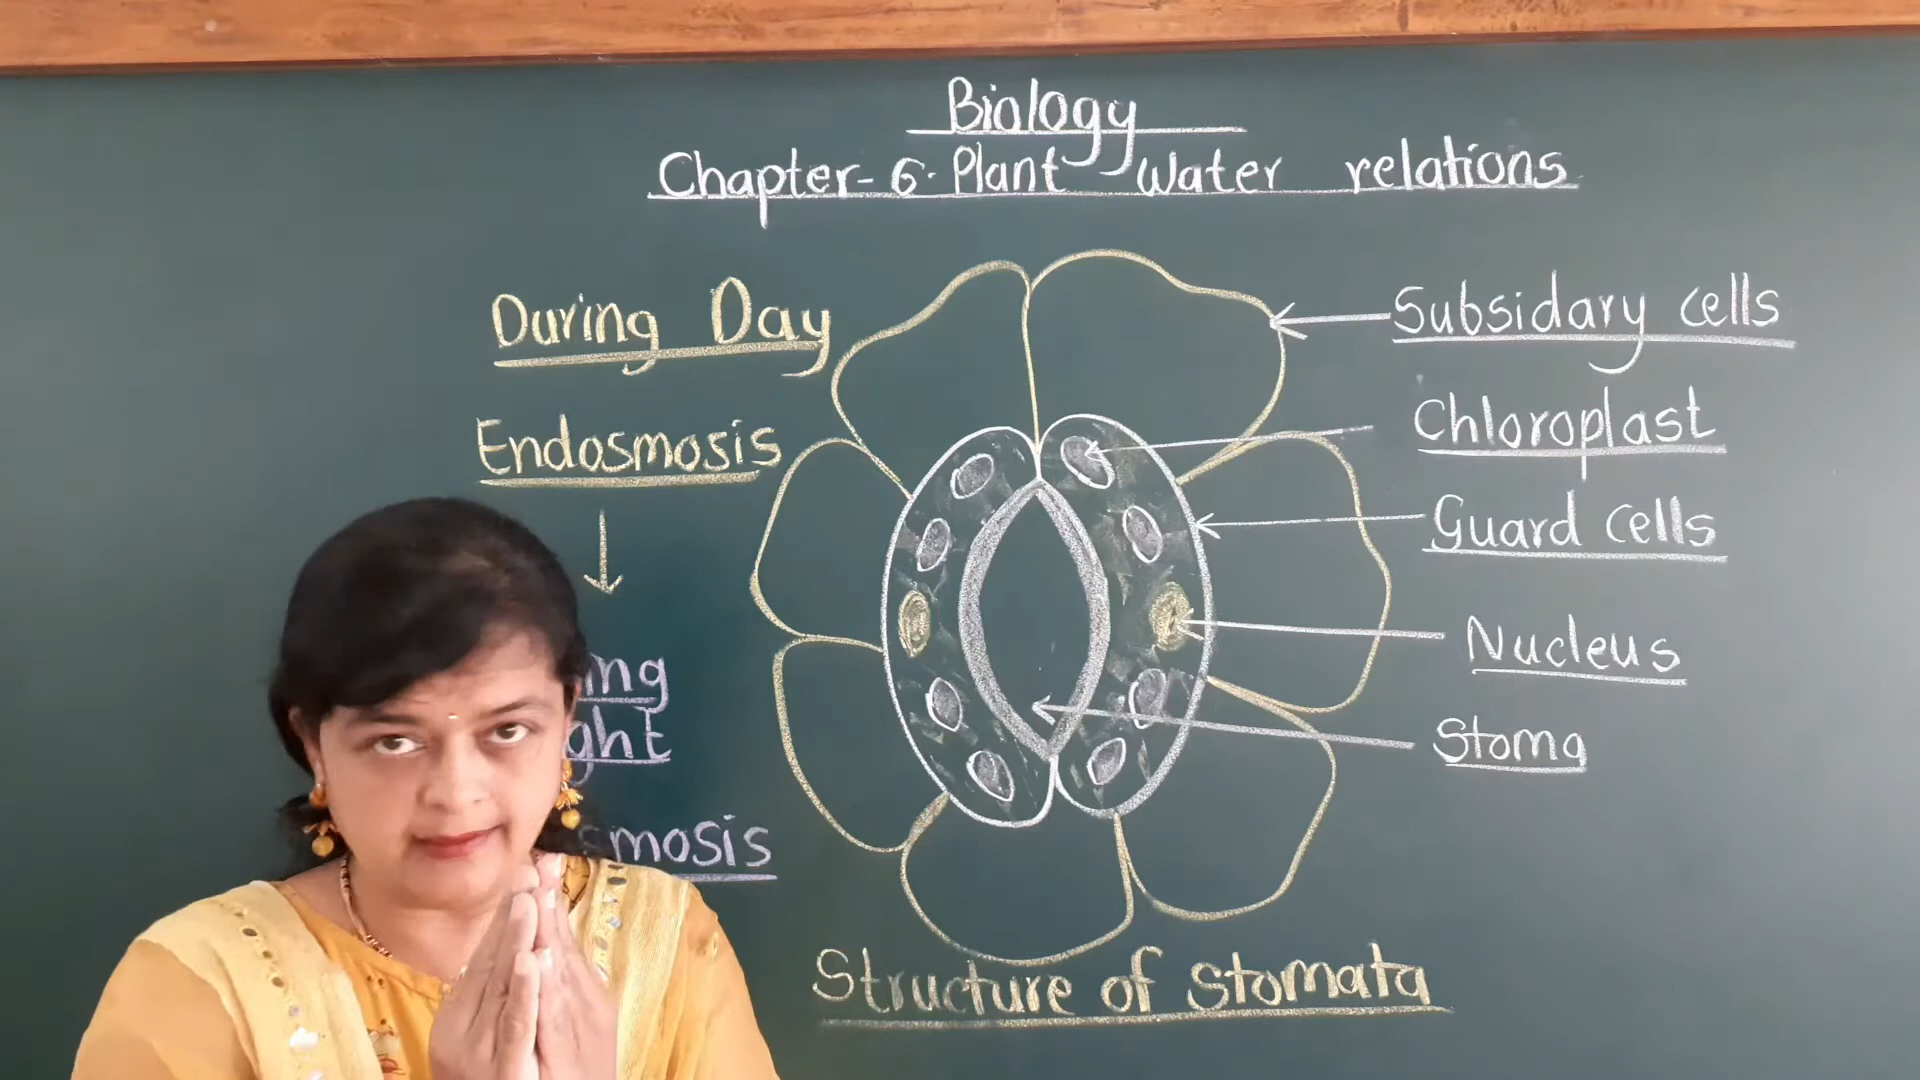 Biology
Chapter-6. Plant Water relations
During Day
Endosmosis
Subsidary cells
Chloroplast
Guard cells
Nucleus
Stoma
Structure of Stomata